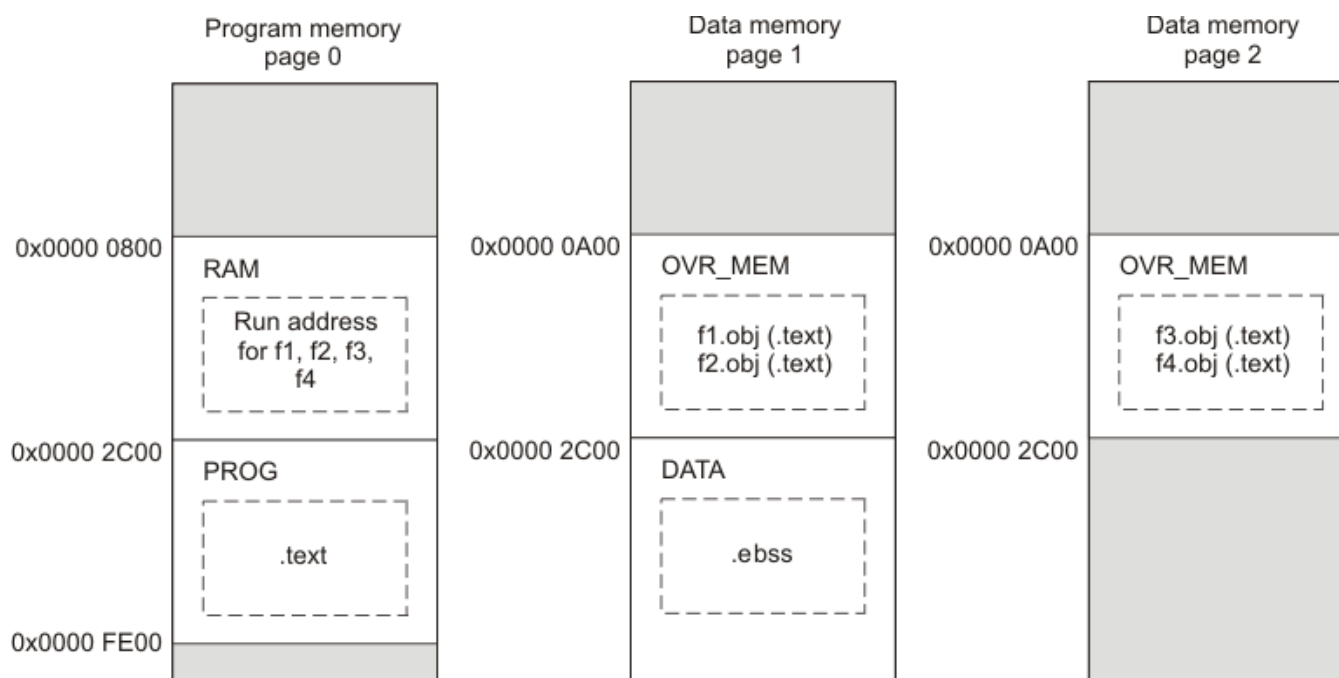 Program memory
page 0
0x0000 0800
RAM
Run address
for f1, f2, f3,
f4
0x0000 2C00
PROG
.text
0x0000 FE00
Data memory
page 1
0x0000 0A00
OVR_MEM
f1.obj (.text)
f2.obj (.text)
0x0000 2C00
DATA
.ebss
Data memory
page 2
0x0000 0A00
OVR_MEM
f3.obj (.text)
f4.obj (.text)
0x0000 2C00